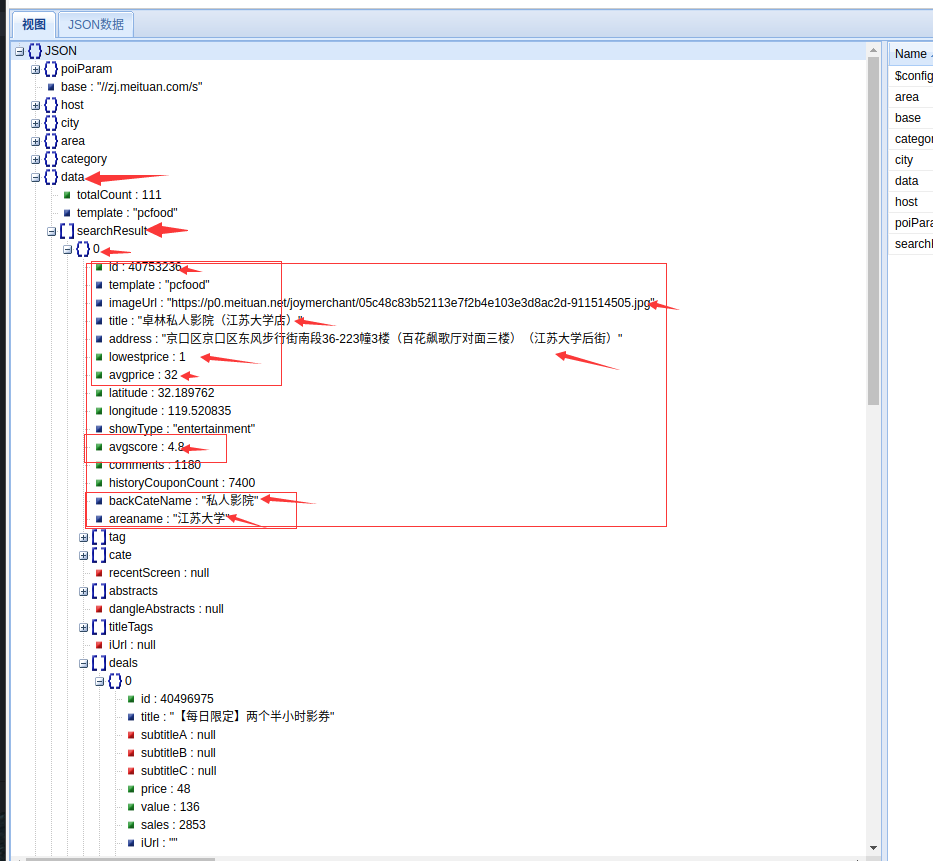 视图 JSON数据
JSON
poiParam
base : "//zj.meituan.com/s"
host
city
area
category
data
totalCount : 111
template : "pcfood"
searchResult
0
id : 40753236
template : "pcfood"
imageUrl : "https://p0.meituan.net/joymerchant/05c48c83b52113e7f2b4e103e3d8ac2d-911514505.jpg"
title : "卓林私人影院（江苏大学店）"
address : "京口区京口区东风步行街南段36-223幢3楼（百花飙歌厅对面三楼）（江苏大学后街）"
lowestprice : 1
avgprice : 32
latitude : 32.189762
longitude : 119.520835
showType : "entertainment"
avgscore : 4.8
comments : 1180
historyCouponCount : 7400
backCateName : "私人影院"
areaname : "江苏大学"
tag
cate
recentScreen : null
abstracts
dangleAbstracts : null
titleTags
iUrl : null
deals
0
id : 40496975
title : "【每日限定】两个半小时影券"
subtitleA : null
subtitleB : null
subtitleC : null
price : 48
value : 136
sales : 2853
iUrl : ""
Name
$config
area
base
categor
city
data
host
poiPara
searchI